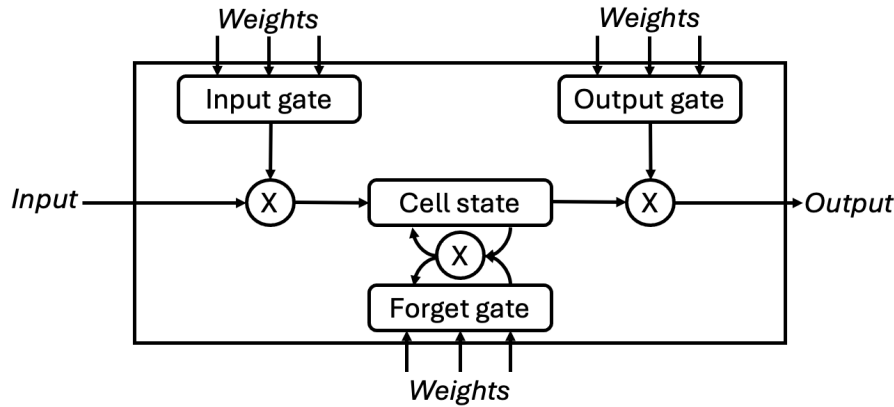 Weights
Weights
Input gate
Output gate
Input
X
Cell state
X
Output
X
Forget gate
Weights